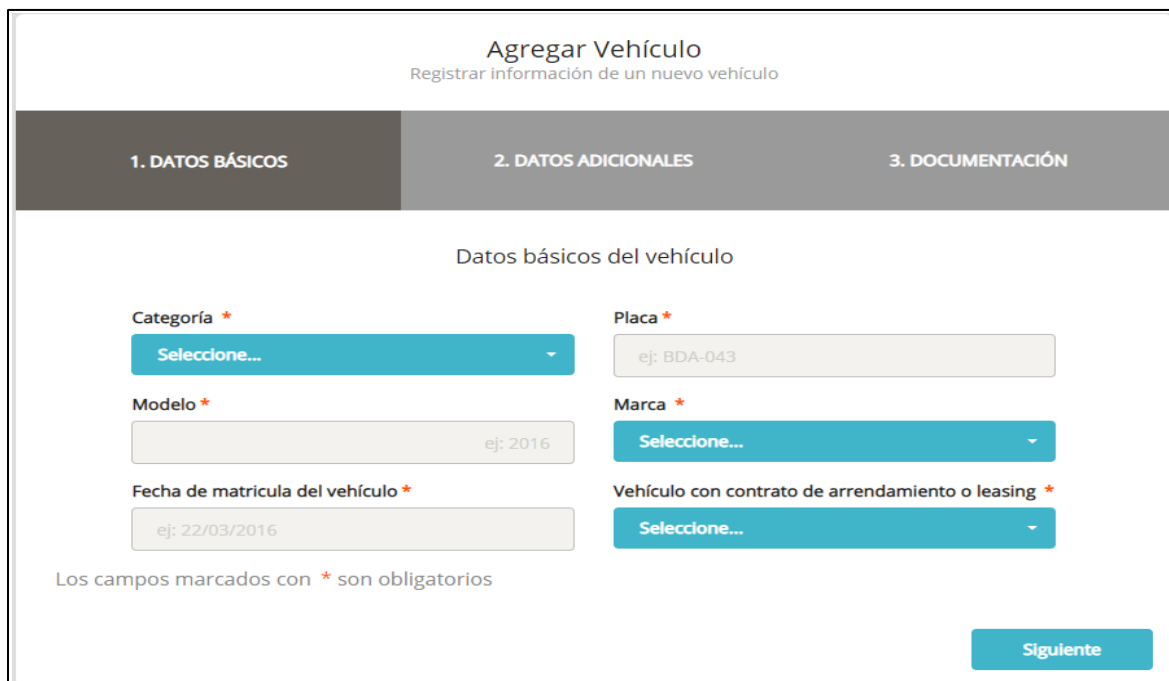 Agregar Vehículo
Registrar información de un nuevo vehículo
1. DATOS BÁSICOS
2. DATOS ADICIONALES
3. DOCUMENTACIÓN
Datos básicos del vehículo
Categoría *
Placa *
Seleccione...
ej: BDA-043
Modelo *
Marca *
ej: 2016
Seleccione...
Fecha de matricula del vehículo *
Vehículo con contrato de arrendamiento o leasing *
ej: 22/03/2016
Seleccione...
Los campos marcados con * son obligatorios
Siguiente